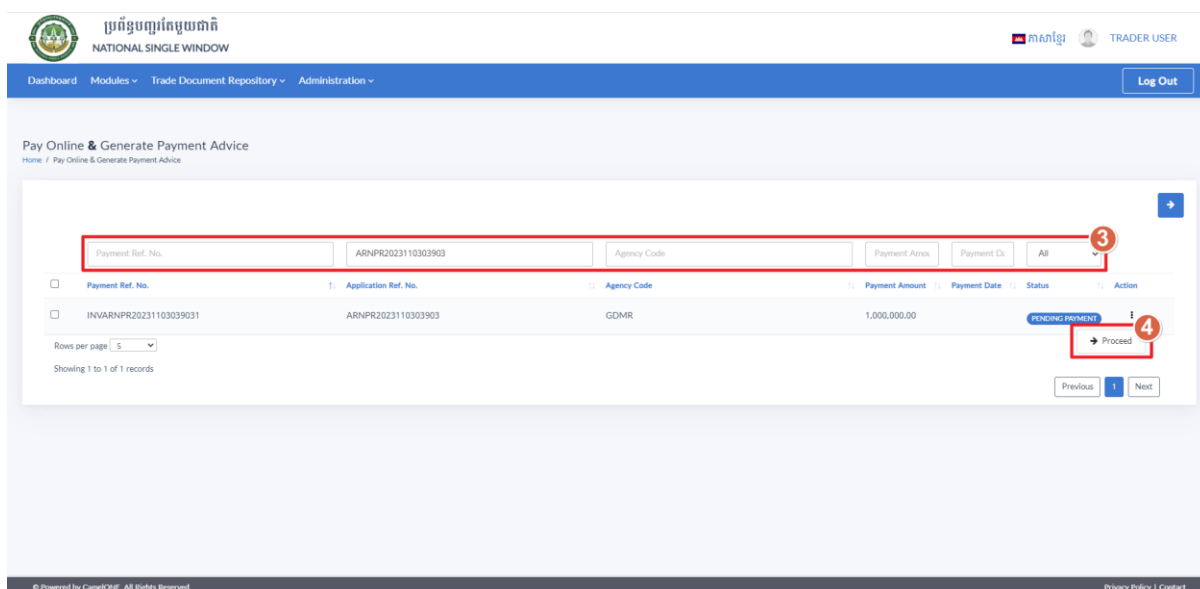 ប្រព័ន្ធបញ្ជរតែមួយជាតិ
NATIONAL SINGLE WINDOW
ភាសាខ្មែរ TRADER USER
Dashboard Modules Trade Document Repository Administration Log Out
Pay Online & Generate Payment Advice
Home / Pay Online & Generate Payment Advice
3
Payment Ref. No. ARNPR2023110303903 Agency Code Payment Amou Payment Da All
Payment Ref. No. Application Ref. No. Agency Code Payment Amount Payment Date Status Action
INVARNPR20231103039031 ARNPR2023110303903 GDMR 1,000,000.00 PENDING PAYMENT
4
Rows per page 5 Proceed
Showing 1 to 1 of 1 records
Previous 1 Next
© Powered by CamelONE. All Rights Reserved Privacy Policy | Contact